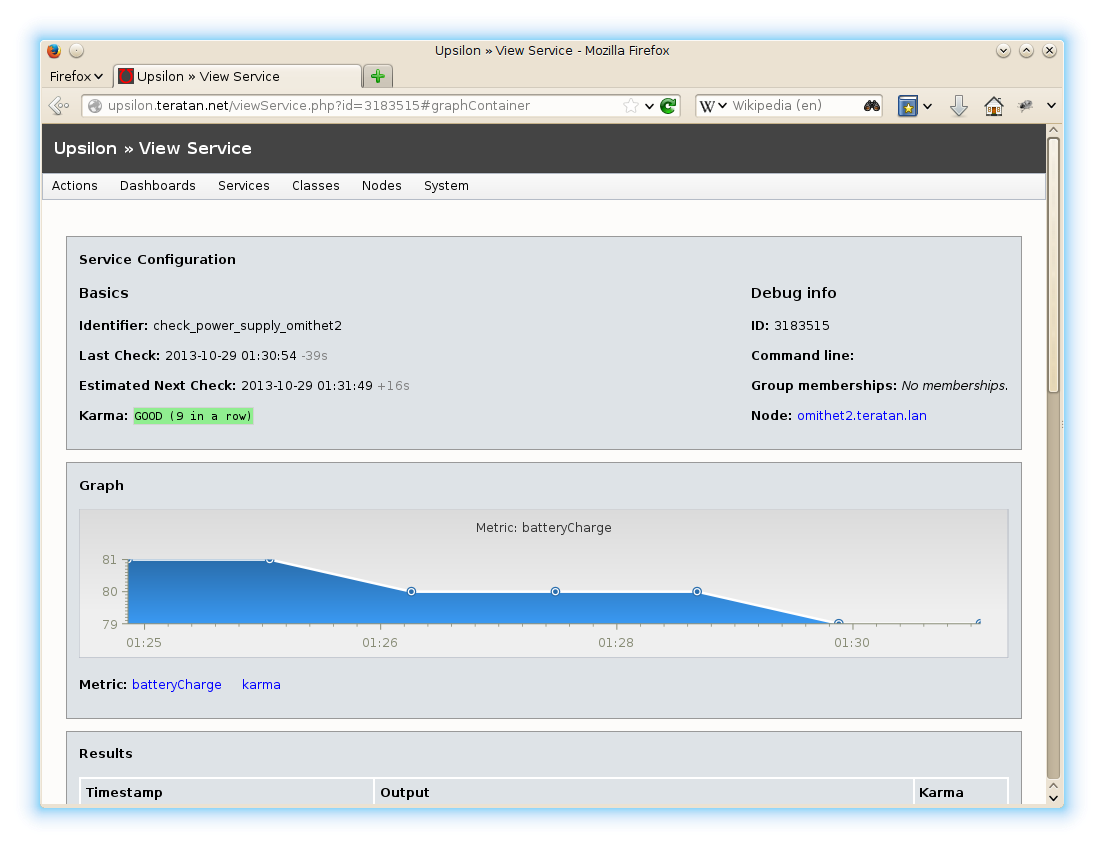 Upsilon » View Service - Mozilla Firefox
Firefox Upsilon » View Service
upsilon.teratan.net/viewService.php?id=3183515#graphContainer W Wikipedia (en)
Upsilon » View Service
Actions Dashboards Services Classes Nodes System
Service Configuration
Basics
Identifier: check_power_supply_omithet2
Last Check: 2013-10-29 01:30:54 -39s
Estimated Next Check: 2013-10-29 01:31:49 +16s
Karma: GOOD (9 in a row)
Debug info
ID: 3183515
Command line:
Group memberships: No memberships.
Node: omithet2.teratan.lan
Graph
Metric: batteryCharge
81
80
79
01:25 01:26 01:28 01:30
Metric: batteryCharge karma
Results
Timestamp Output Karma